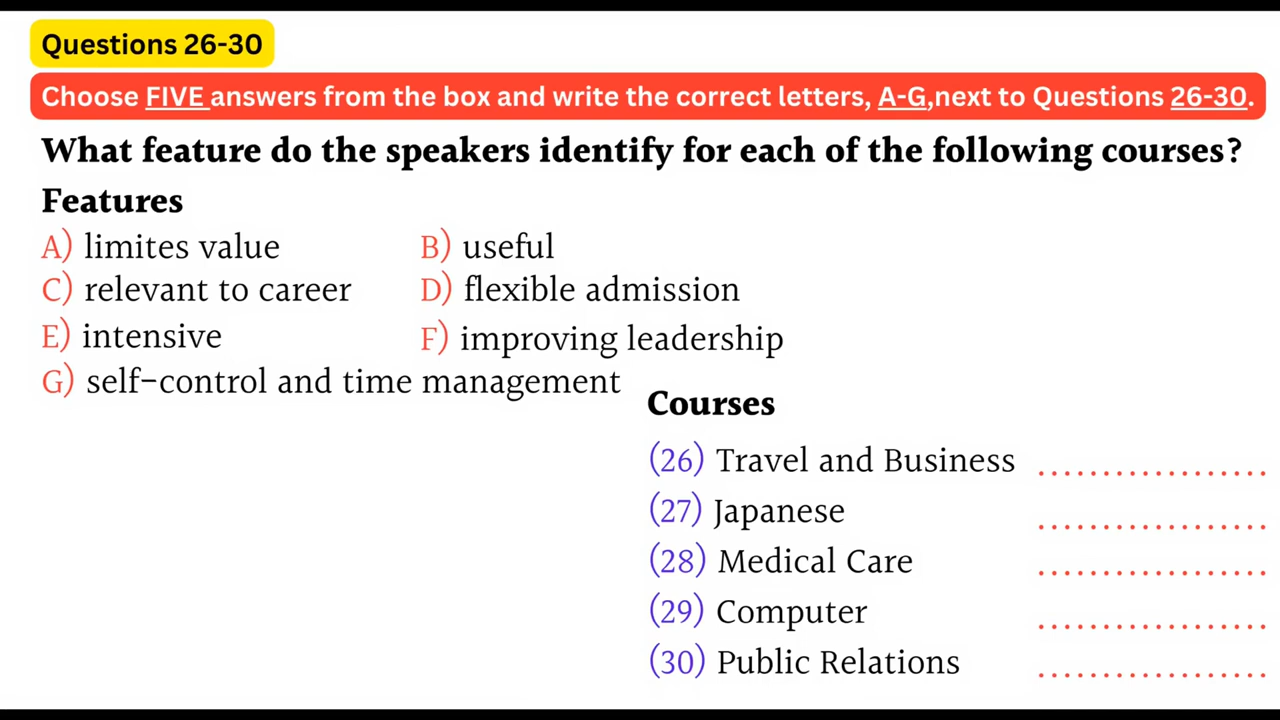 Questions 26-30
Choose FIVE answers from the box and write the correct letters, A-G,next to Questions 26-30.
What feature do the speakers identify for each of the following courses?
Features
A) limites value B) useful
C) relevant to career D) flexible admission
E) intensive F) improving leadership
G) self-control and time management
Courses
(26) Travel and Business ..................
(27) Japanese ..................
(28) Medical Care ..................
(29) Computer ..................
(30) Public Relations ..................